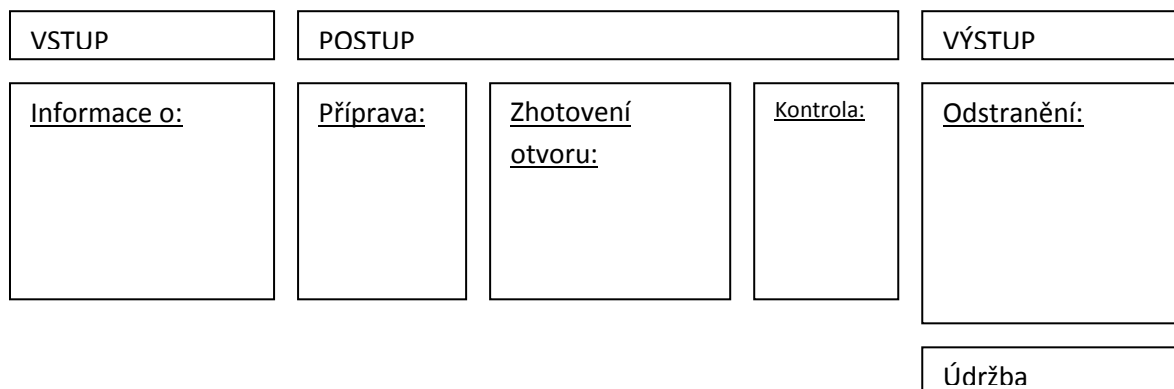 VSTUP
POSTUP
VÝSTUP
Informace o:
Příprava:
Zhotovení
otvoru:
Kontrola:
Odstranění:
Údržba